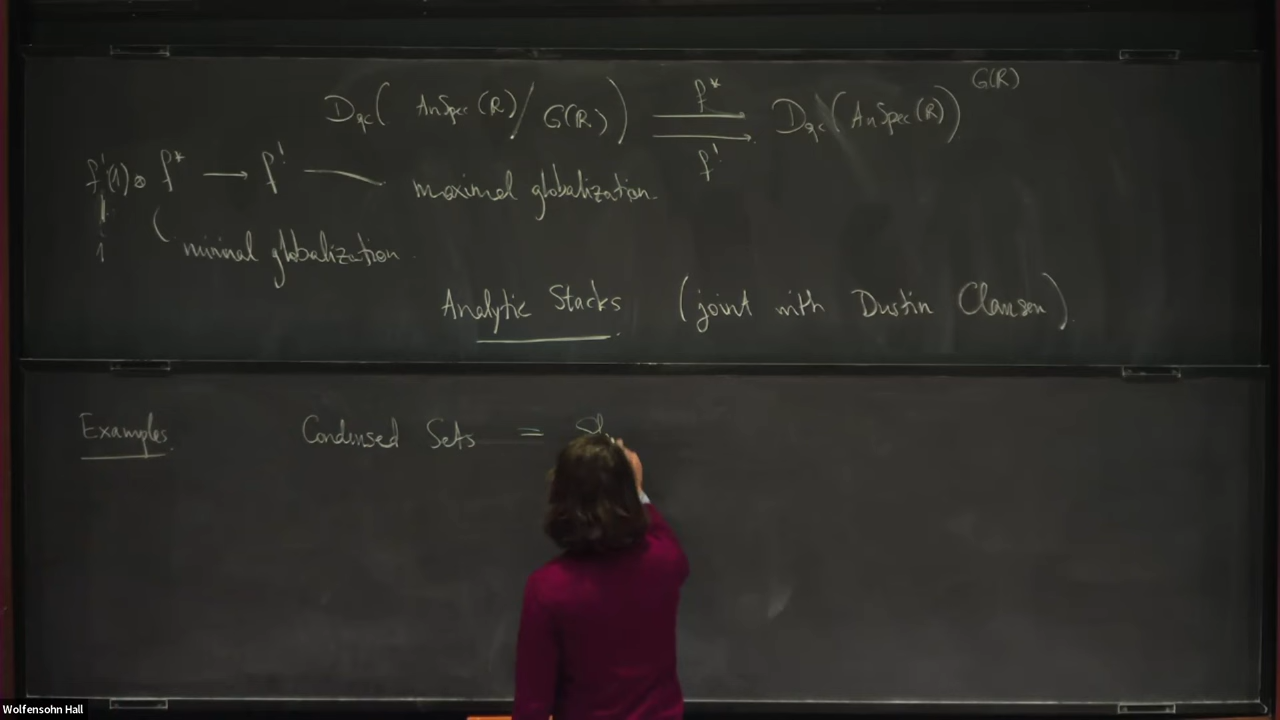 D_qc( AnSpec(R)/G(R) ) f^* f^! D_qc(AnSpec(R))^G(R)
f^!(1)⊗ f^* → f^! — maximal globalization.
1 minimal globalization.
Analytic Stacks (joint with Dustin Clausen).
Examples. Condensed Sets =
Wolfensohn Hall